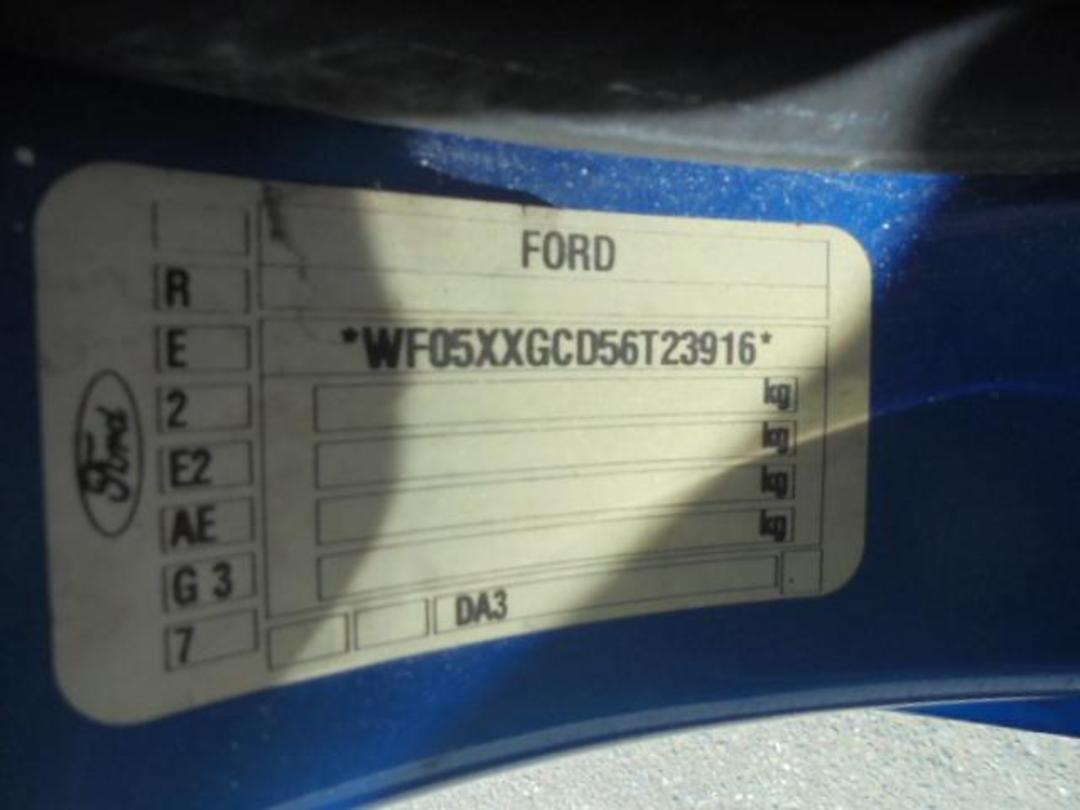 Ford
FORD
R
E
*WF05XXGCD56T23916*
2
kg
E2
kg
AE
kg
G 3
kg
7
DA3